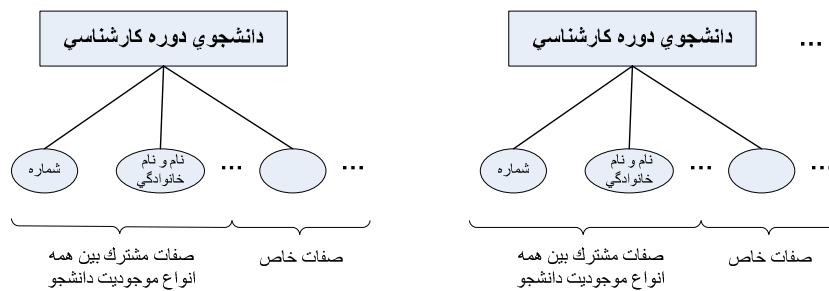 دانشجوي دوره كارشناسي
شماره
نام و نام
خانوادگي
...
...
صفات مشترك بين همه
انواع موجوديت دانشجو
صفات خاص
دانشجوي دوره كارشناسي
...
شماره
نام و نام
خانوادگي
...
...
صفات مشترك بين همه
انواع موجوديت دانشجو
صفات خاص